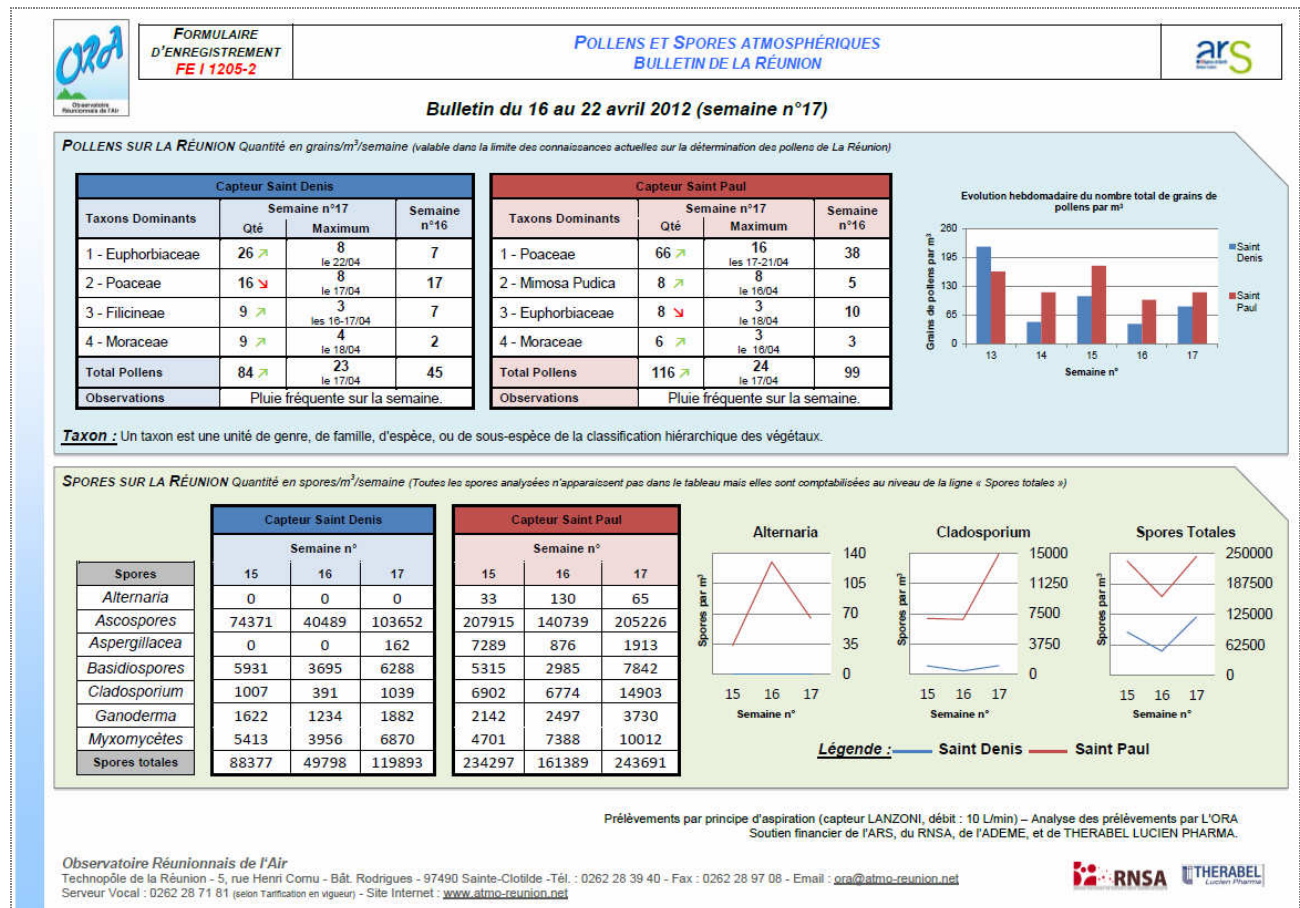 ORA
Observatoire
Réunionnais de l'Air
FORMULAIRE
D'ENREGISTREMENT
FE I 1205-2
POLLENS ET SPORES ATMOSPHÉRIQUES
BULLETIN DE LA RÉUNION
ars
Bulletin du 16 au 22 avril 2012 (semaine n°17)
POLLENS SUR LA RÉUNION Quantité en grains/m³/semaine (valable dans la limite des connaissances actuelles sur la détermination des pollens de La Réunion)
Capteur Saint Denis
Taxons Dominants Semaine n°17 Semaine n°16
Qté Maximum
1 - Euphorbiaceae 26 ↗ 8 le 22/04 7
2 - Poaceae 16 ↘ 8 le 17/04 17
3 - Filicineae 9 ↗ 3 les 16-17/04 7
4 - Moraceae 9 ↗ 4 le 18/04 2
Total Pollens 84 ↗ 23 le 17/04 45
Observations Pluie fréquente sur la semaine.
Capteur Saint Paul
Taxons Dominants Semaine n°17 Semaine n°16
Qté Maximum
1 - Poaceae 66 ↗ 16 les 17-21/04 38
2 - Mimosa Pudica 8 ↗ 8 le 16/04 5
3 - Euphorbiaceae 8 ↘ 3 le 18/04 10
4 - Moraceae 6 ↗ 3 le 16/04 3
Total Pollens 116 ↗ 24 le 17/04 99
Observations Pluie fréquente sur la semaine.
Evolution hebdomadaire du nombre total de grains de
pollens par m³
Grains de pollens par m³
260
195
130
65
0
13 14 15 16 17
Semaine n°
Saint
Denis
Saint
Paul
Taxon : Un taxon est une unité de genre, de famille, d'espèce, ou de sous-espèce de la classification hiérarchique des végétaux.
SPORES SUR LA RÉUNION Quantité en spores/m³/semaine (Toutes les spores analysées n'apparaissent pas dans le tableau mais elles sont comptabilisées au niveau de la ligne « Spores totales »)
Capteur Saint Denis Capteur Saint Paul
Semaine n° Semaine n°
Spores 15 16 17 15 16 17
Alternaria 0 0 0 33 130 65
Ascospores 74371 40489 103652 207915 140739 205226
Aspergillacea 0 0 162 7289 876 1913
Basidiospores 5931 3695 6288 5315 2985 7842
Cladosporium 1007 391 1039 6902 6774 14903
Ganoderma 1622 1234 1882 2142 2497 3730
Myxomycètes 5413 3956 6870 4701 7388 10012
Spores totales 88377 49798 119893 234297 161389 243691
Alternaria
Spores par m³
140
105
70
35
0
15 16 17
Semaine n°
Cladosporium
Spores par m³
15000
11250
7500
3750
0
15 16 17
Semaine n°
Spores Totales
Spores par m³
250000
187500
125000
62500
0
15 16 17
Semaine n°
Légende : Saint Denis Saint Paul
Prélèvements par principe d'aspiration (capteur LANZONI, débit : 10 L/min) – Analyse des prélèvements par L'ORA
Soutien financier de l'ARS, du RNSA, de l'ADEME, et de THERABEL LUCIEN PHARMA.
Observatoire Réunionnais de l'Air
Technopôle de la Réunion - 5, rue Henri Cornu - Bât. Rodrigues - 97490 Sainte-Clotilde -Tél. : 0262 28 39 40 - Fax : 0262 28 97 08 - Email : ora@atmo-reunion.net
Serveur Vocal : 0262 28 71 81 (selon Tarification en vigueur) - Site Internet : www.atmo-reunion.net
RNSA
THERABEL
Lucien Pharma